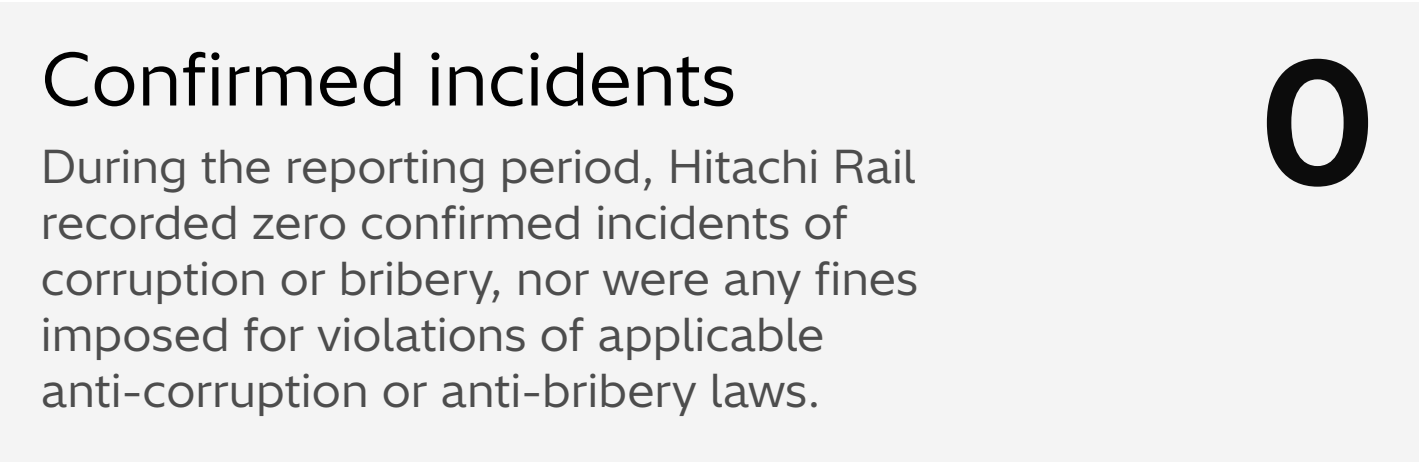 Confirmed incidents
0
During the reporting period, Hitachi Rail
recorded zero confirmed incidents of
corruption or bribery, nor were any fines
imposed for violations of applicable
anti-corruption or anti-bribery laws.